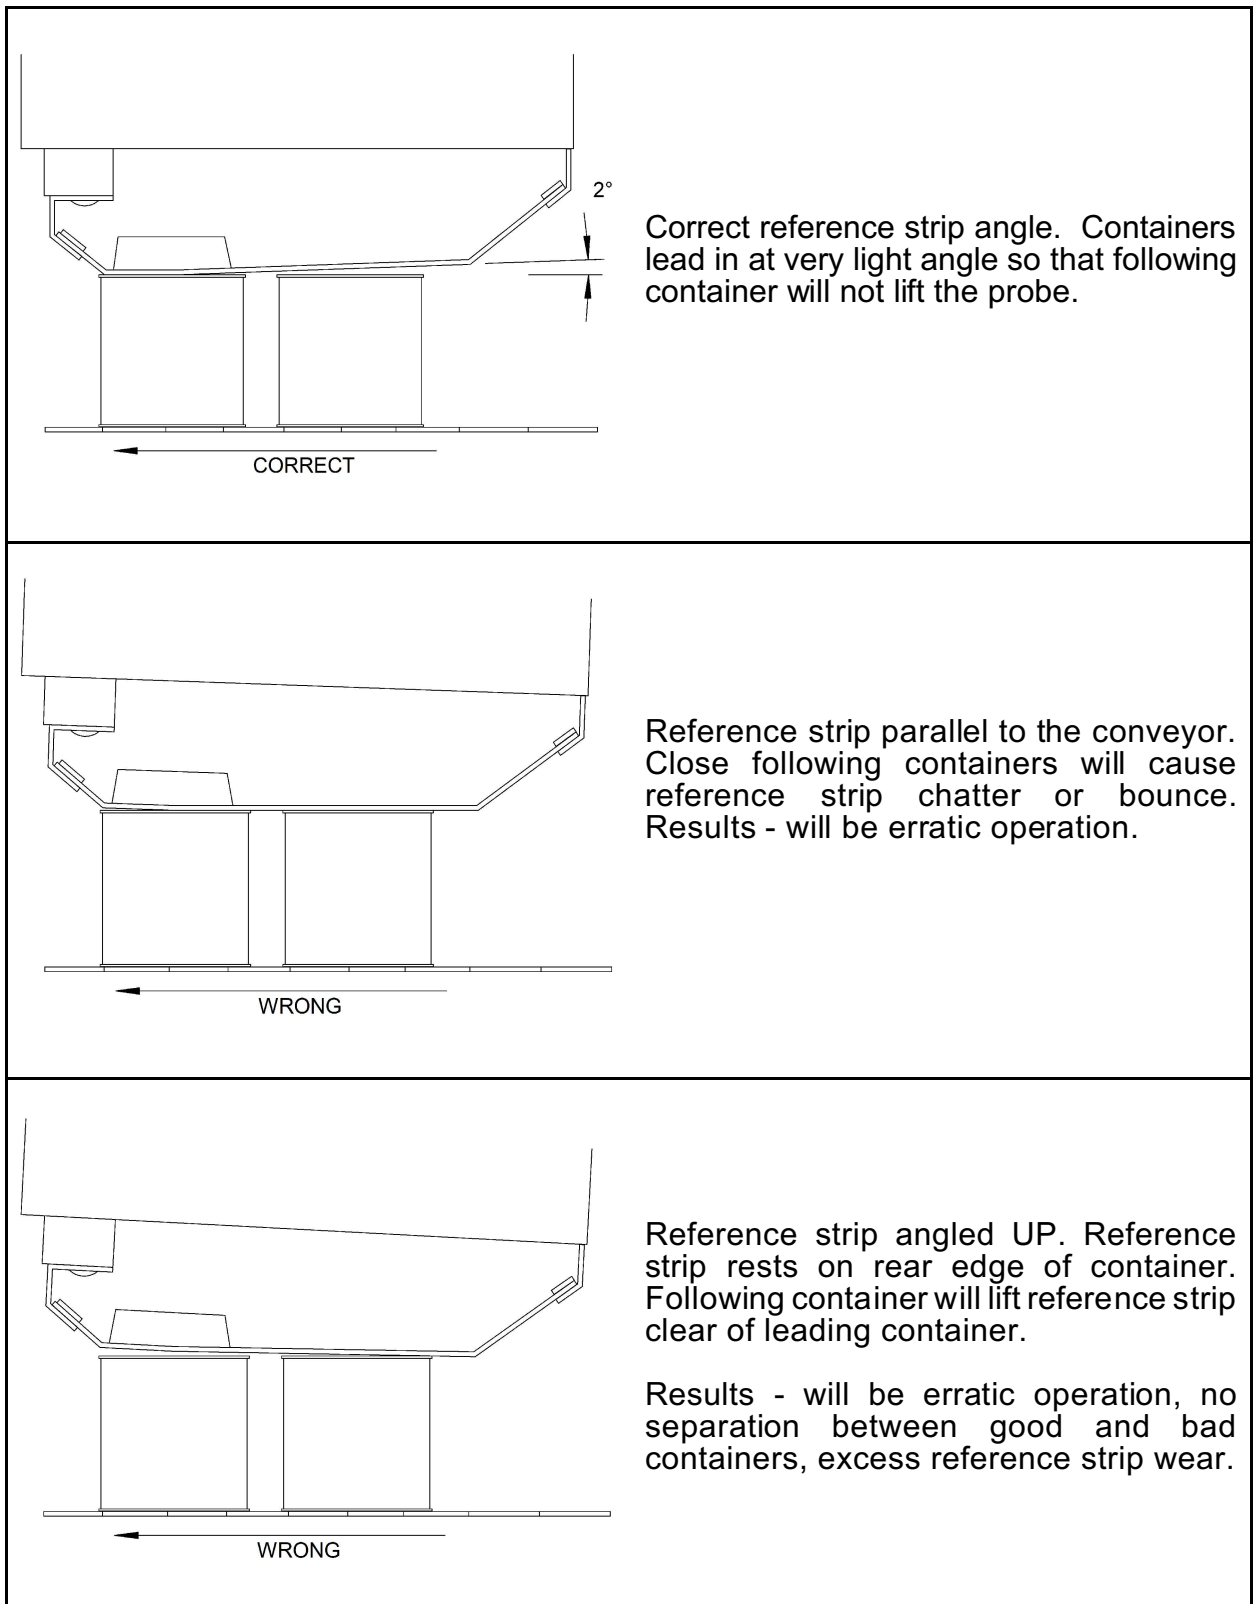 2°
Correct reference strip angle. Containers
lead in at very light angle so that following
container will not lift the probe.
CORRECT
Reference strip parallel to the conveyor.
Close following containers will cause
reference strip chatter or bounce.
Results - will be erratic operation.
WRONG
Reference strip angled UP. Reference
strip rests on rear edge of container.
Following container will lift reference strip
clear of leading container.
Results - will be erratic operation, no
separation between good and bad
containers, excess reference strip wear.
WRONG